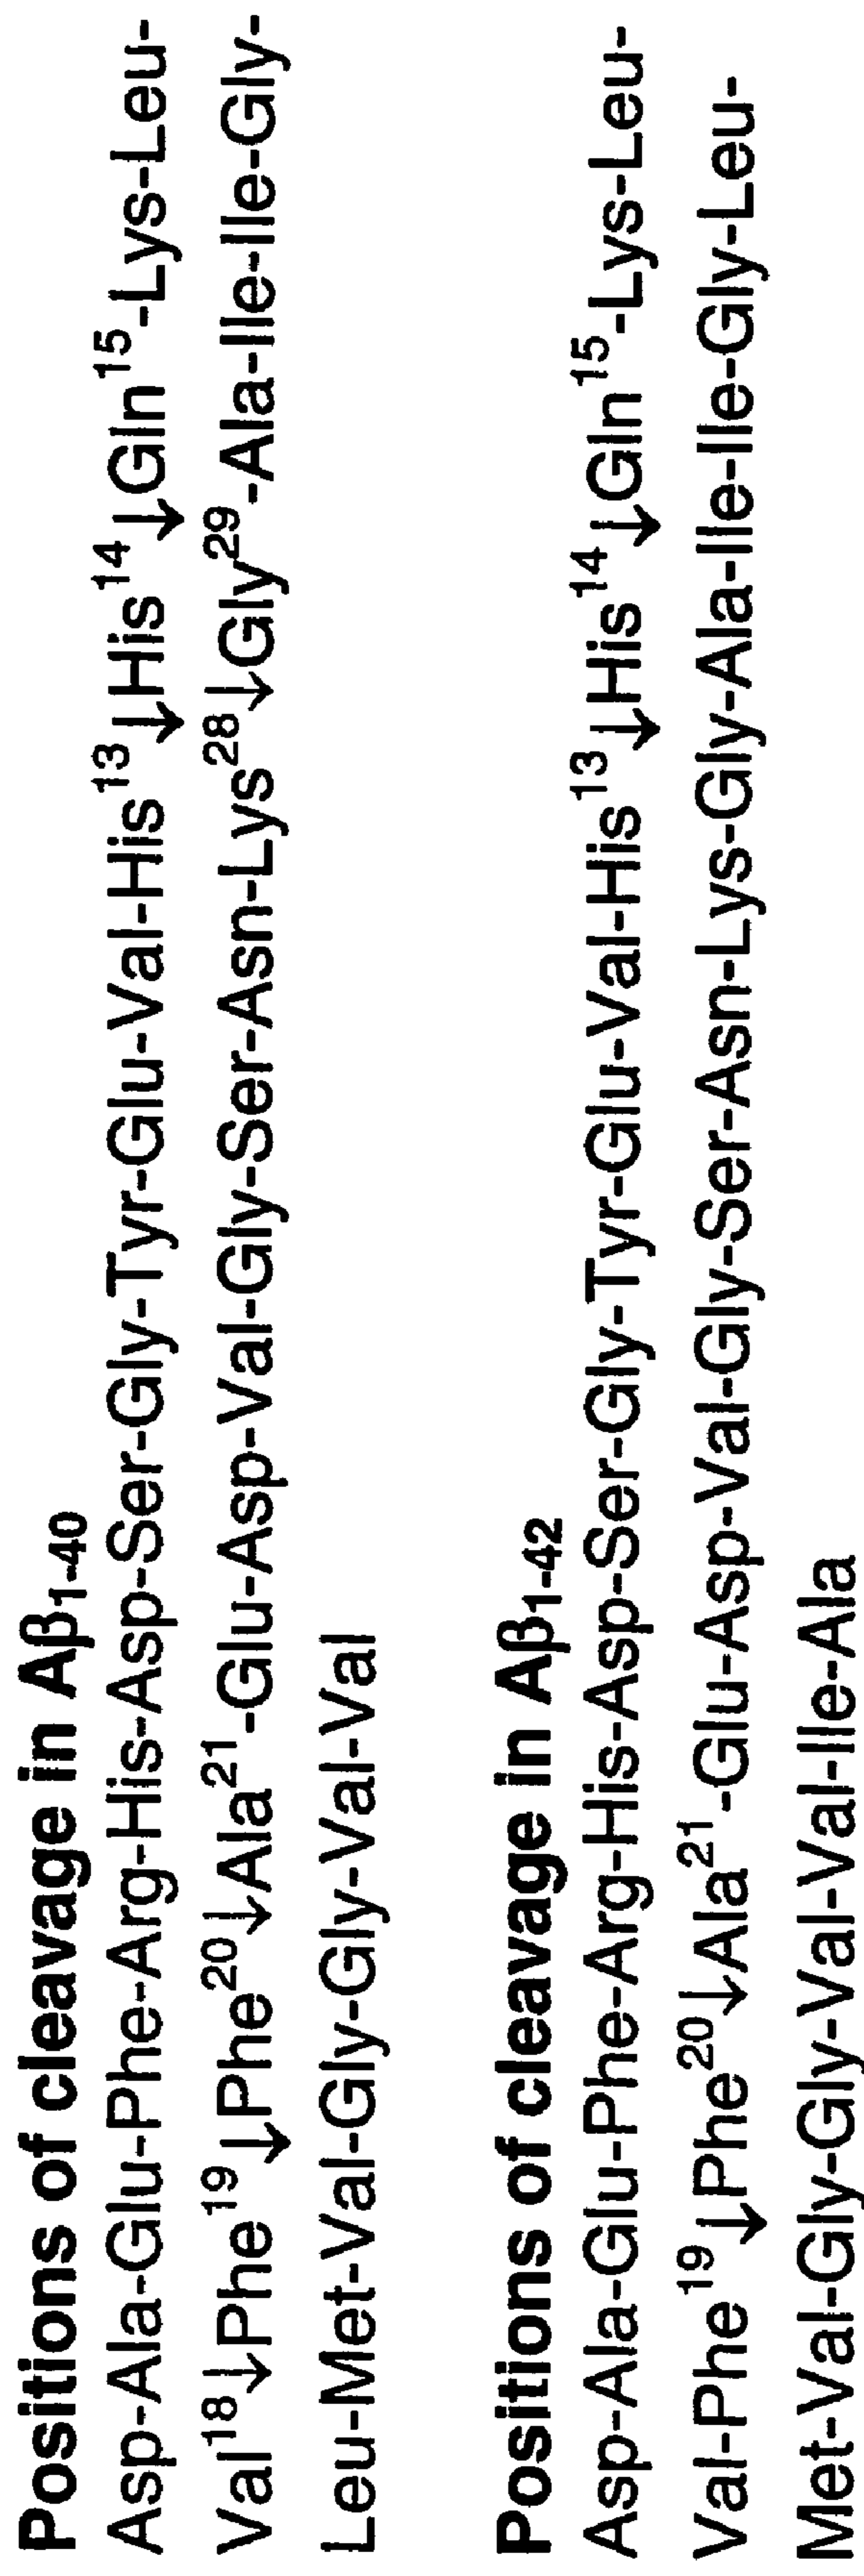 Positions of cleavage in Aβ1-40
Asp-Ala-Glu-Phe-Arg-His-Asp-Ser-Gly-Tyr-Glu-Val-His13↓His14↓Gln15-Lys-Leu-
Val18↓Phe19↓Phe20↓Ala21-Glu-Asp-Val-Gly-Ser-Asn-Lys28↓Gly29-Ala-Ile-Ile-Gly-
Leu-Met-Val-Gly-Gly-Val-Val
Positions of cleavage in Aβ1-42
Asp-Ala-Glu-Phe-Arg-His-Asp-Ser-Gly-Tyr-Glu-Val-His13↓His14↓Gln15-Lys-Leu-
Val-Phe19↓Phe20↓Ala21-Glu-Asp-Val-Gly-Ser-Asn-Lys-Gly-Ala-Ile-Ile-Gly-Leu-
Met-Val-Gly-Gly-Val-Val-Ile-Ala